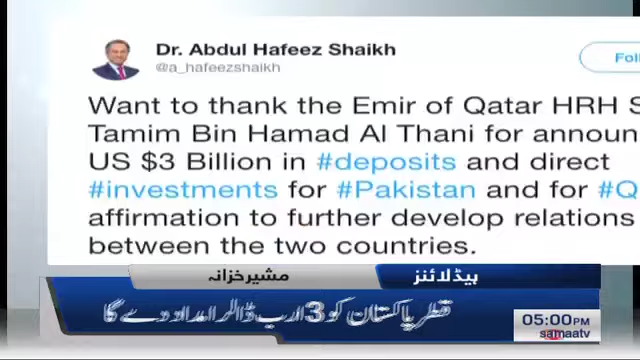 Dr. Abdul Hafeez Shaikh
@a_hafeezshaikh
Foll
Want to thank the Emir of Qatar HRH S
Tamim Bin Hamad Al Thani for announ
US $3 Billion in #deposits and direct
#investments for #Pakistan and for #Q
affirmation to further develop relations
between the two countries.
ہیڈلائنز
مشیرخزانہ
قطر پاکستان کو 3 ارب ڈالر امداد دے گا
05:00PM
samaatv